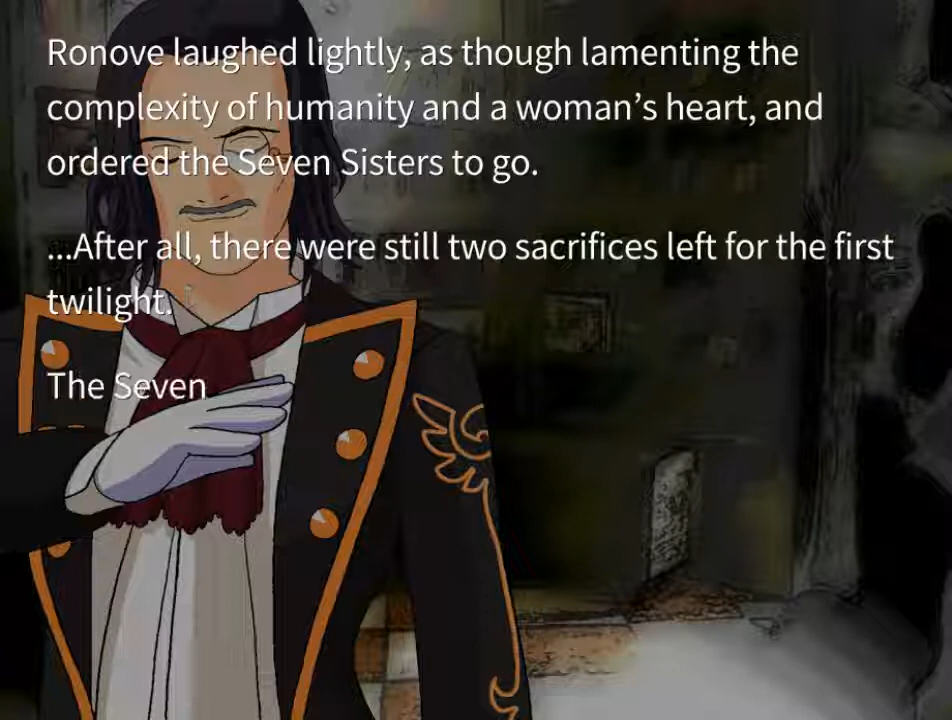 Ronove laughed lightly, as though lamenting the
complexity of humanity and a woman’s heart, and
ordered the Seven Sisters to go.
...After all, there were still two sacrifices left for the first
twilight.
The Seven